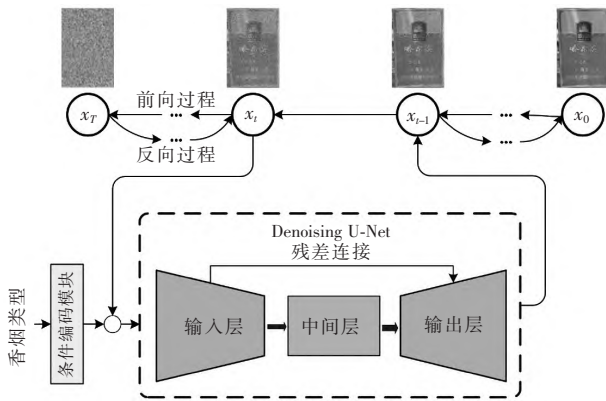 前向过程
x_T
...
x_t
x_{t-1}
...
x_0
...
...
反向过程
Denoising U-Net
残差连接
香烟类型
条件编码模块
输入层
中间层
输出层